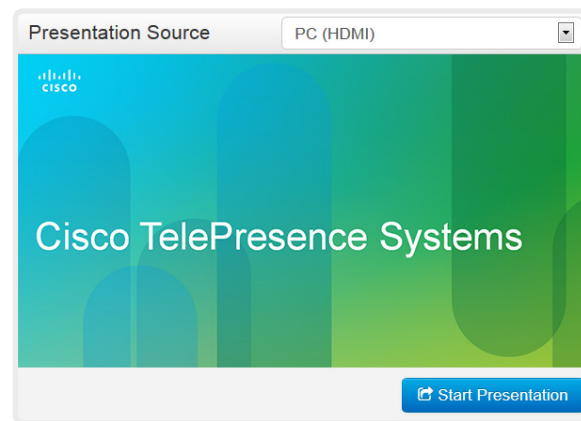 Presentation Source
PC (HDMI)
CISCO
Cisco TelePresence Systems
Start Presentation